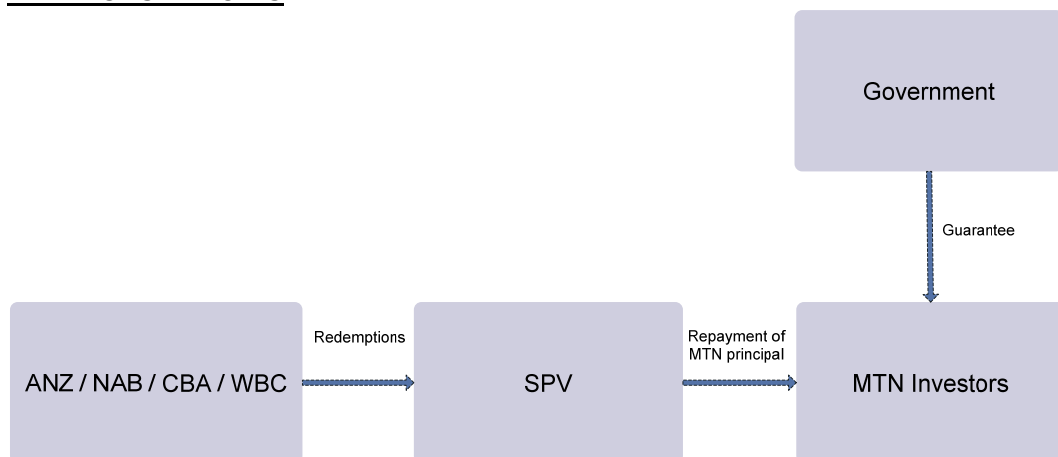 Government
Guarantee
Redemptions
Repayment of
MTN principal
ANZ / NAB / CBA / WBC
SPV
MTN Investors